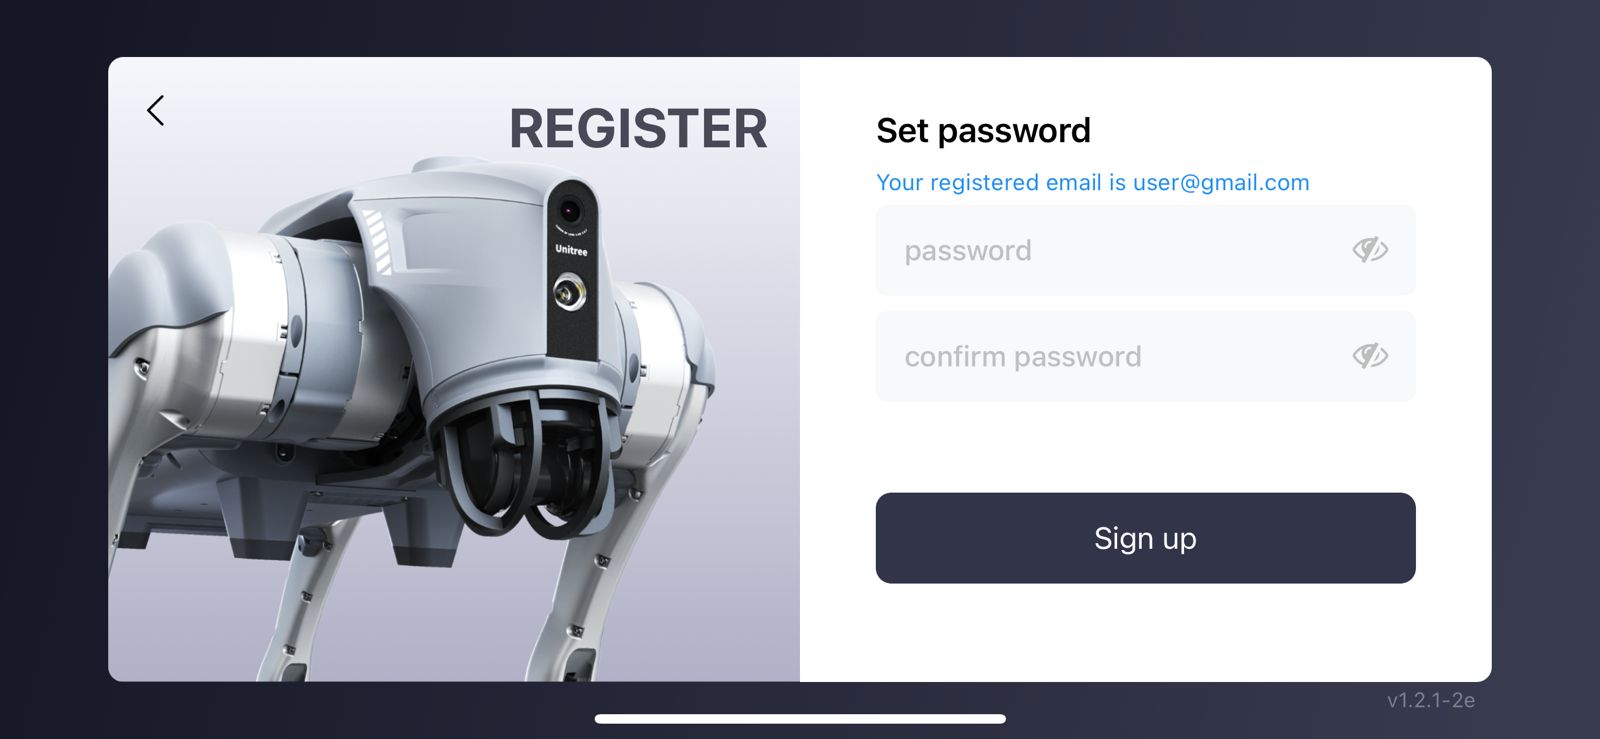 REGISTER
Unitree
Set password
Your registered email is user@gmail.com
password
confirm password
Sign up
v1.2.1-2e